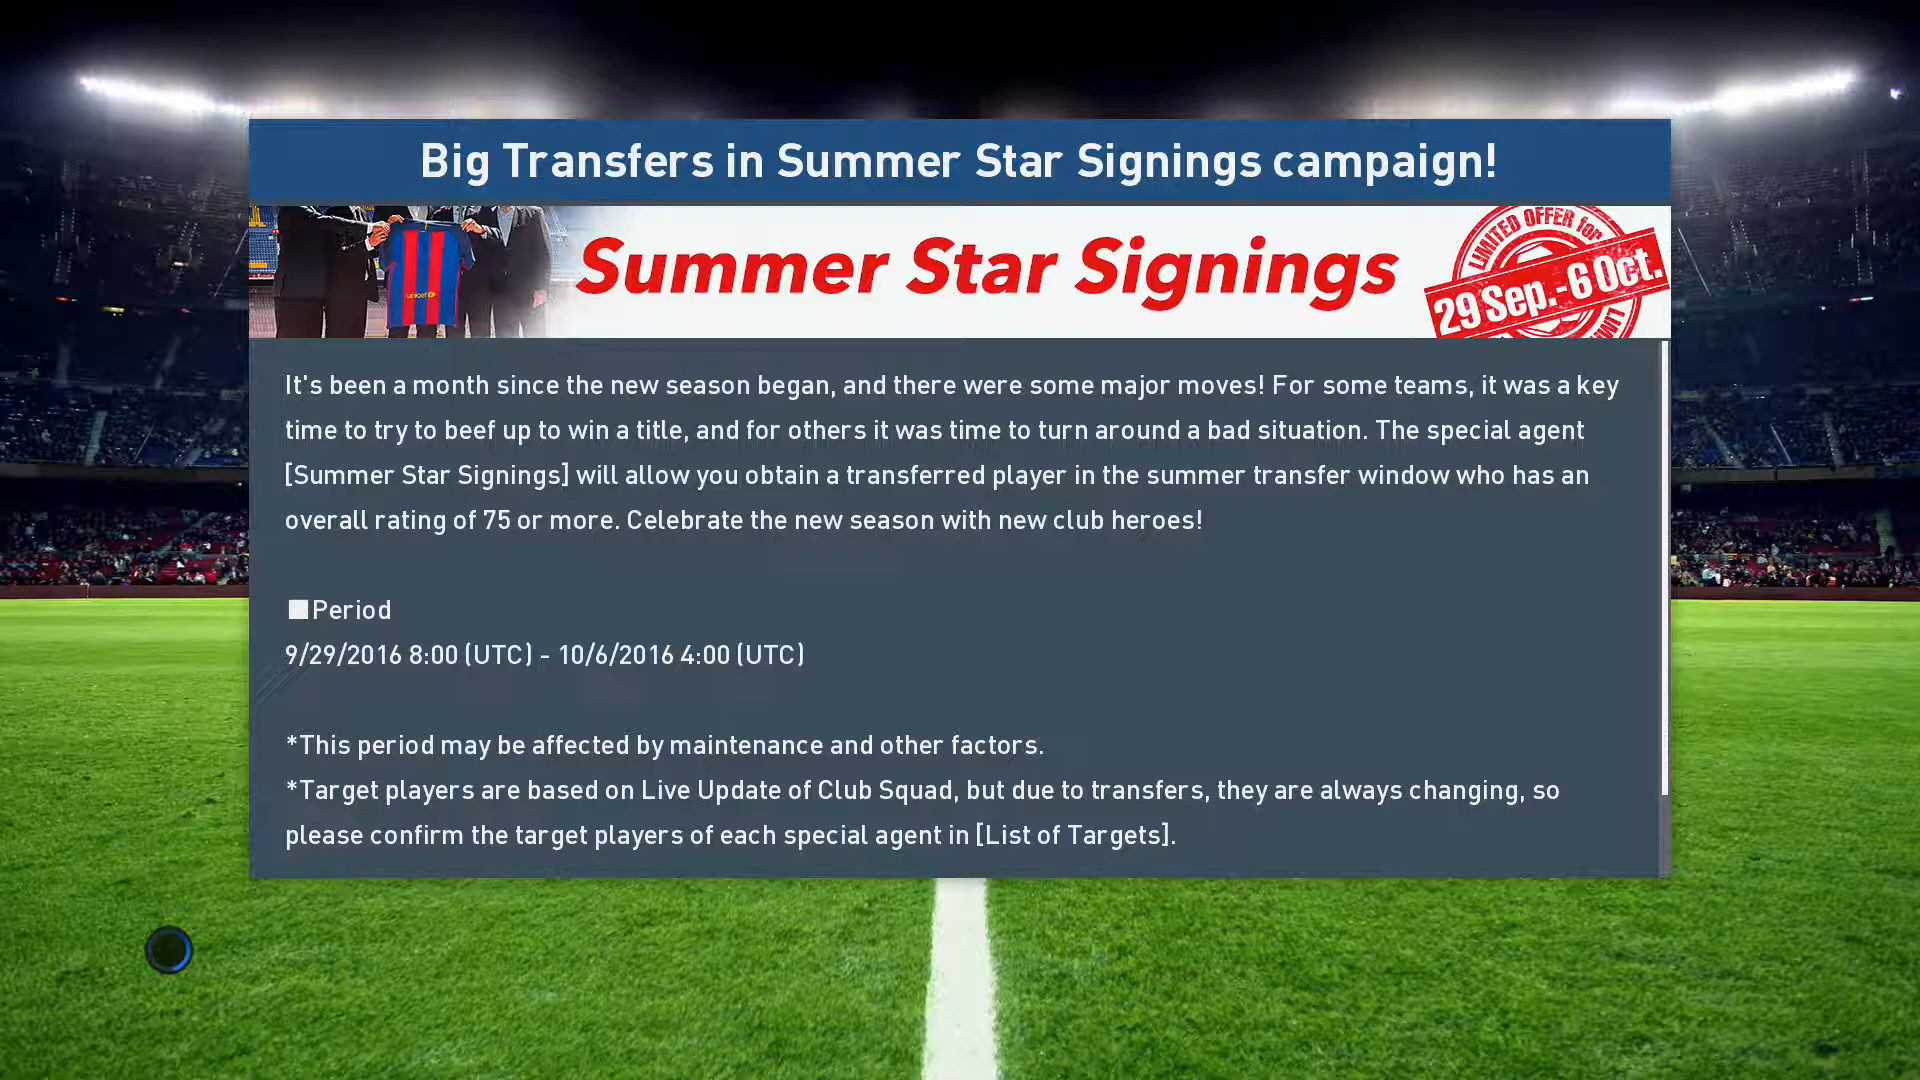 Big Transfers in Summer Star Signings campaign!
Summer Star Signings
LIMITED OFFER for
29 Sep.-6 Oct.
unicef
It's been a month since the new season began, and there were some major moves! For some teams, it was a key
time to try to beef up to win a title, and for others it was time to turn around a bad situation. The special agent
[Summer Star Signings] will allow you obtain a transferred player in the summer transfer window who has an
overall rating of 75 or more. Celebrate the new season with new club heroes!
■Period
9/29/2016 8:00 (UTC) - 10/6/2016 4:00 (UTC)
*This period may be affected by maintenance and other factors.
*Target players are based on Live Update of Club Squad, but due to transfers, they are always changing, so
please confirm the target players of each special agent in [List of Targets].